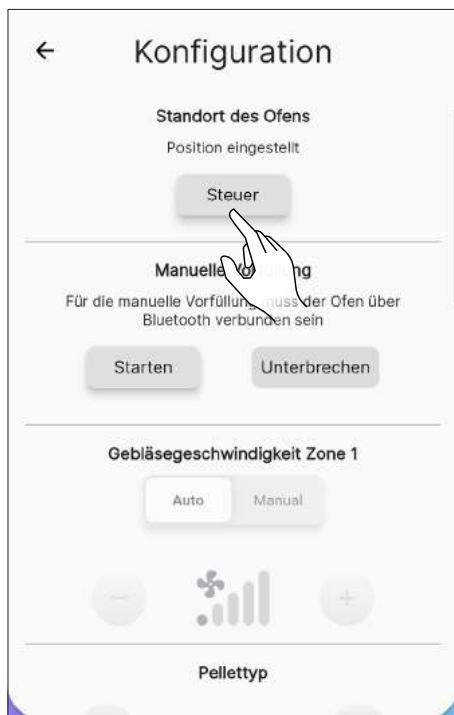 Konfiguration
Standort des Ofens
Position eingestellt
Steuer
Manuelle Vorfüllung
Für die manuelle Vorfüllung muss der Ofen über
Bluetooth verbunden sein
Starten Unterbrechen
Gebläsegeschwindigkeit Zone 1
Auto Manual
Pellettyp